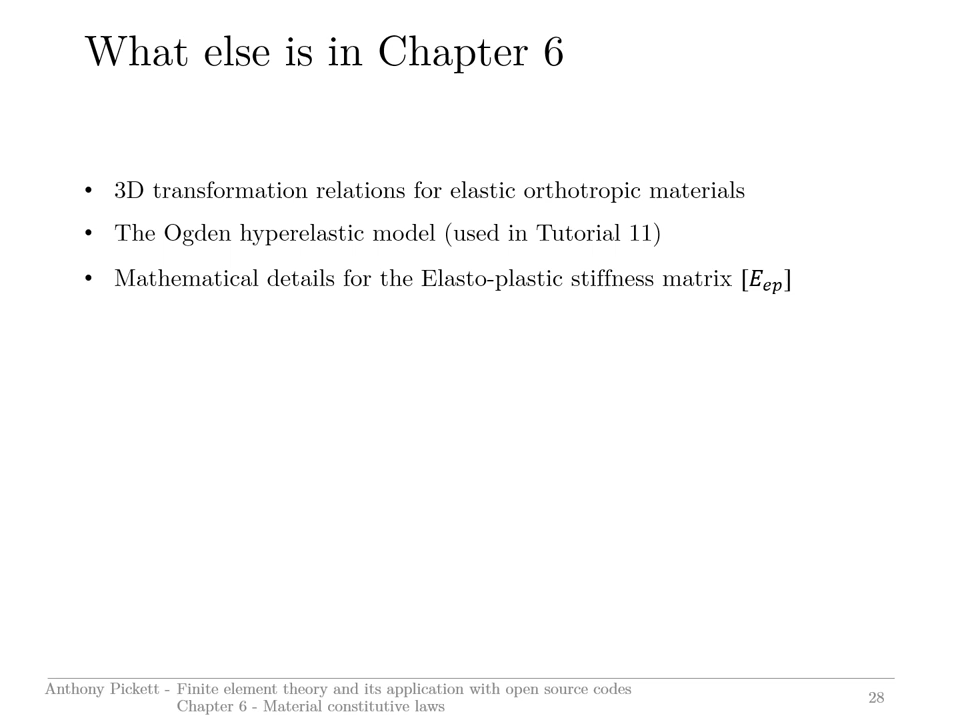 What else is in Chapter 6
• 3D transformation relations for elastic orthotropic materials
• The Ogden hyperelastic model (used in Tutorial 11)
• Mathematical details for the Elasto-plastic stiffness matrix [𝐸ₑₚ]
Anthony Pickett - Finite element theory and its application with open source codes
Chapter 6 - Material constitutive laws
28